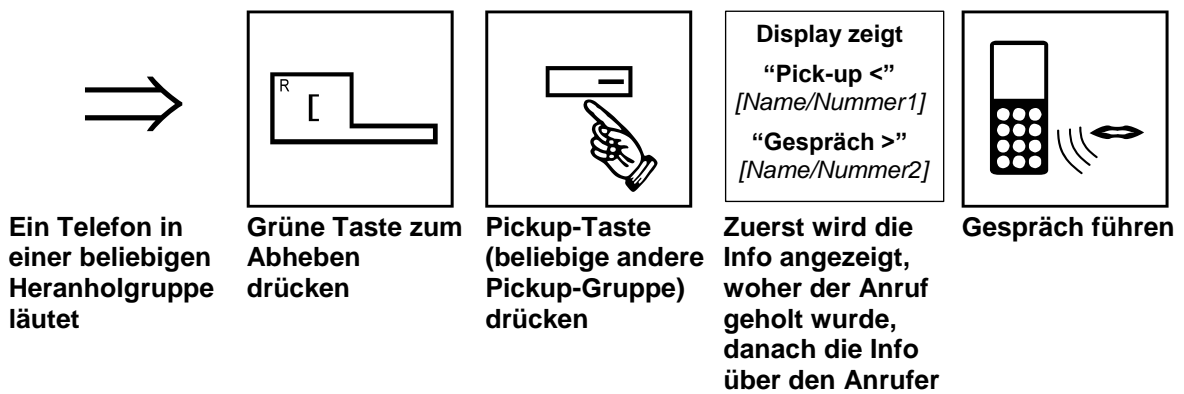 R
[
Display zeigt
“Pick-up <”
[Name/Nummer1]
“Gespräch >”
[Name/Nummer2]
Ein Telefon in
einer beliebigen
Heranholgruppe
läutet
Grüne Taste zum
Abheben
drücken
Pickup-Taste
(beliebige andere
Pickup-Gruppe)
drücken
Zuerst wird die
Info angezeigt,
woher der Anruf
geholt wurde,
danach die Info
über den Anrufer
Gespräch führen